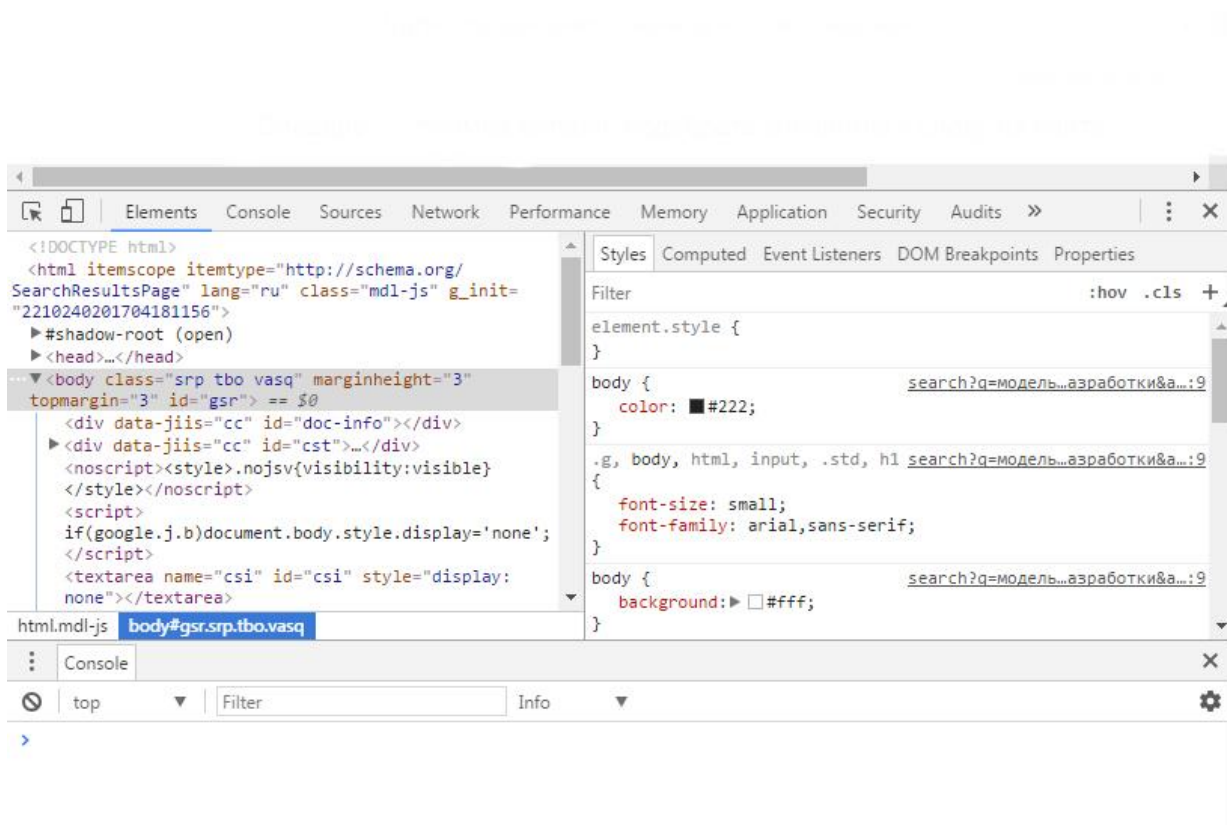 Elements Console Sources Network Performance Memory Application Security Audits »
<!DOCTYPE html>
<html itemscope itemtype="http://schema.org/
SearchResultsPage" lang="ru" class="mdl-js" g_init=
"2210240201704181156">
▶#shadow-root (open)
▶<head>…</head>
…▼<body class="srp tbo vasq" marginheight="3"
topmargin="3" id="gsr"> == $0
<div data-jiis="cc" id="doc-info"></div>
▶<div data-jiis="cc" id="cst">…</div>
<noscript><style>.nojsv{visibility:visible}
</style></noscript>
<script>
if(google.j.b)document.body.style.display='none';
</script>
<textarea name="csi" id="csi" style="display:
none"></textarea>
html.mdl-js body#gsr.srp.tbo.vasq
Styles Computed Event Listeners DOM Breakpoints Properties
Filter :hov .cls +
element.style {
}
body { search?q=модель…азработки&a…:9
color: #222;
}
.g, body, html, input, .std, h1 search?q=модель…азработки&a…:9
{
font-size: small;
font-family: arial,sans-serif;
}
body { search?q=модель…азработки&a…:9
background:▶ #fff;
}
Console
top ▼ Filter Info ▼
>